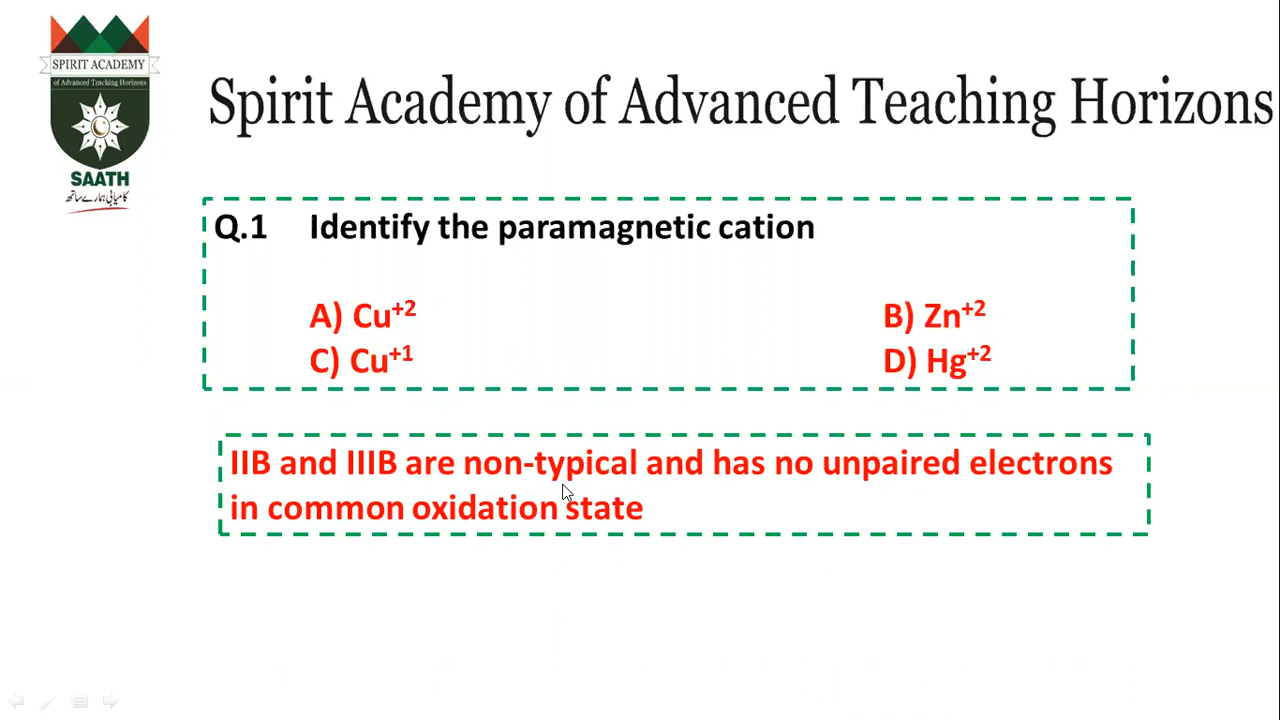 SPIRIT ACADEMY
of Advanced Teaching Horizons
SAATH
کامیابی ہمارے ساتھ
Spirit Academy of Advanced Teaching Horizons
Q.1 Identify the paramagnetic cation
A) Cu⁺² B) Zn⁺²
C) Cu⁺¹ D) Hg⁺²
IIB and IIIB are non-typical and has no unpaired electrons
in common oxidation state